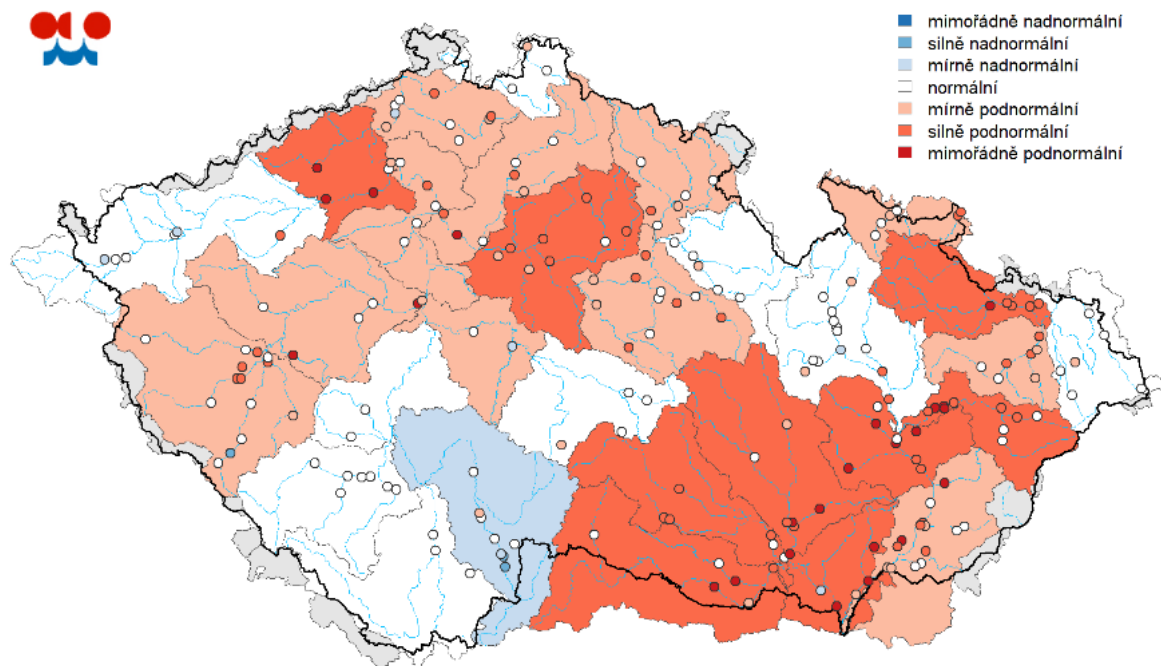 mimořádně nadnormální
silně nadnormální
mírně nadnormální
normální
mírně podnormální
silně podnormální
mimořádně podnormální